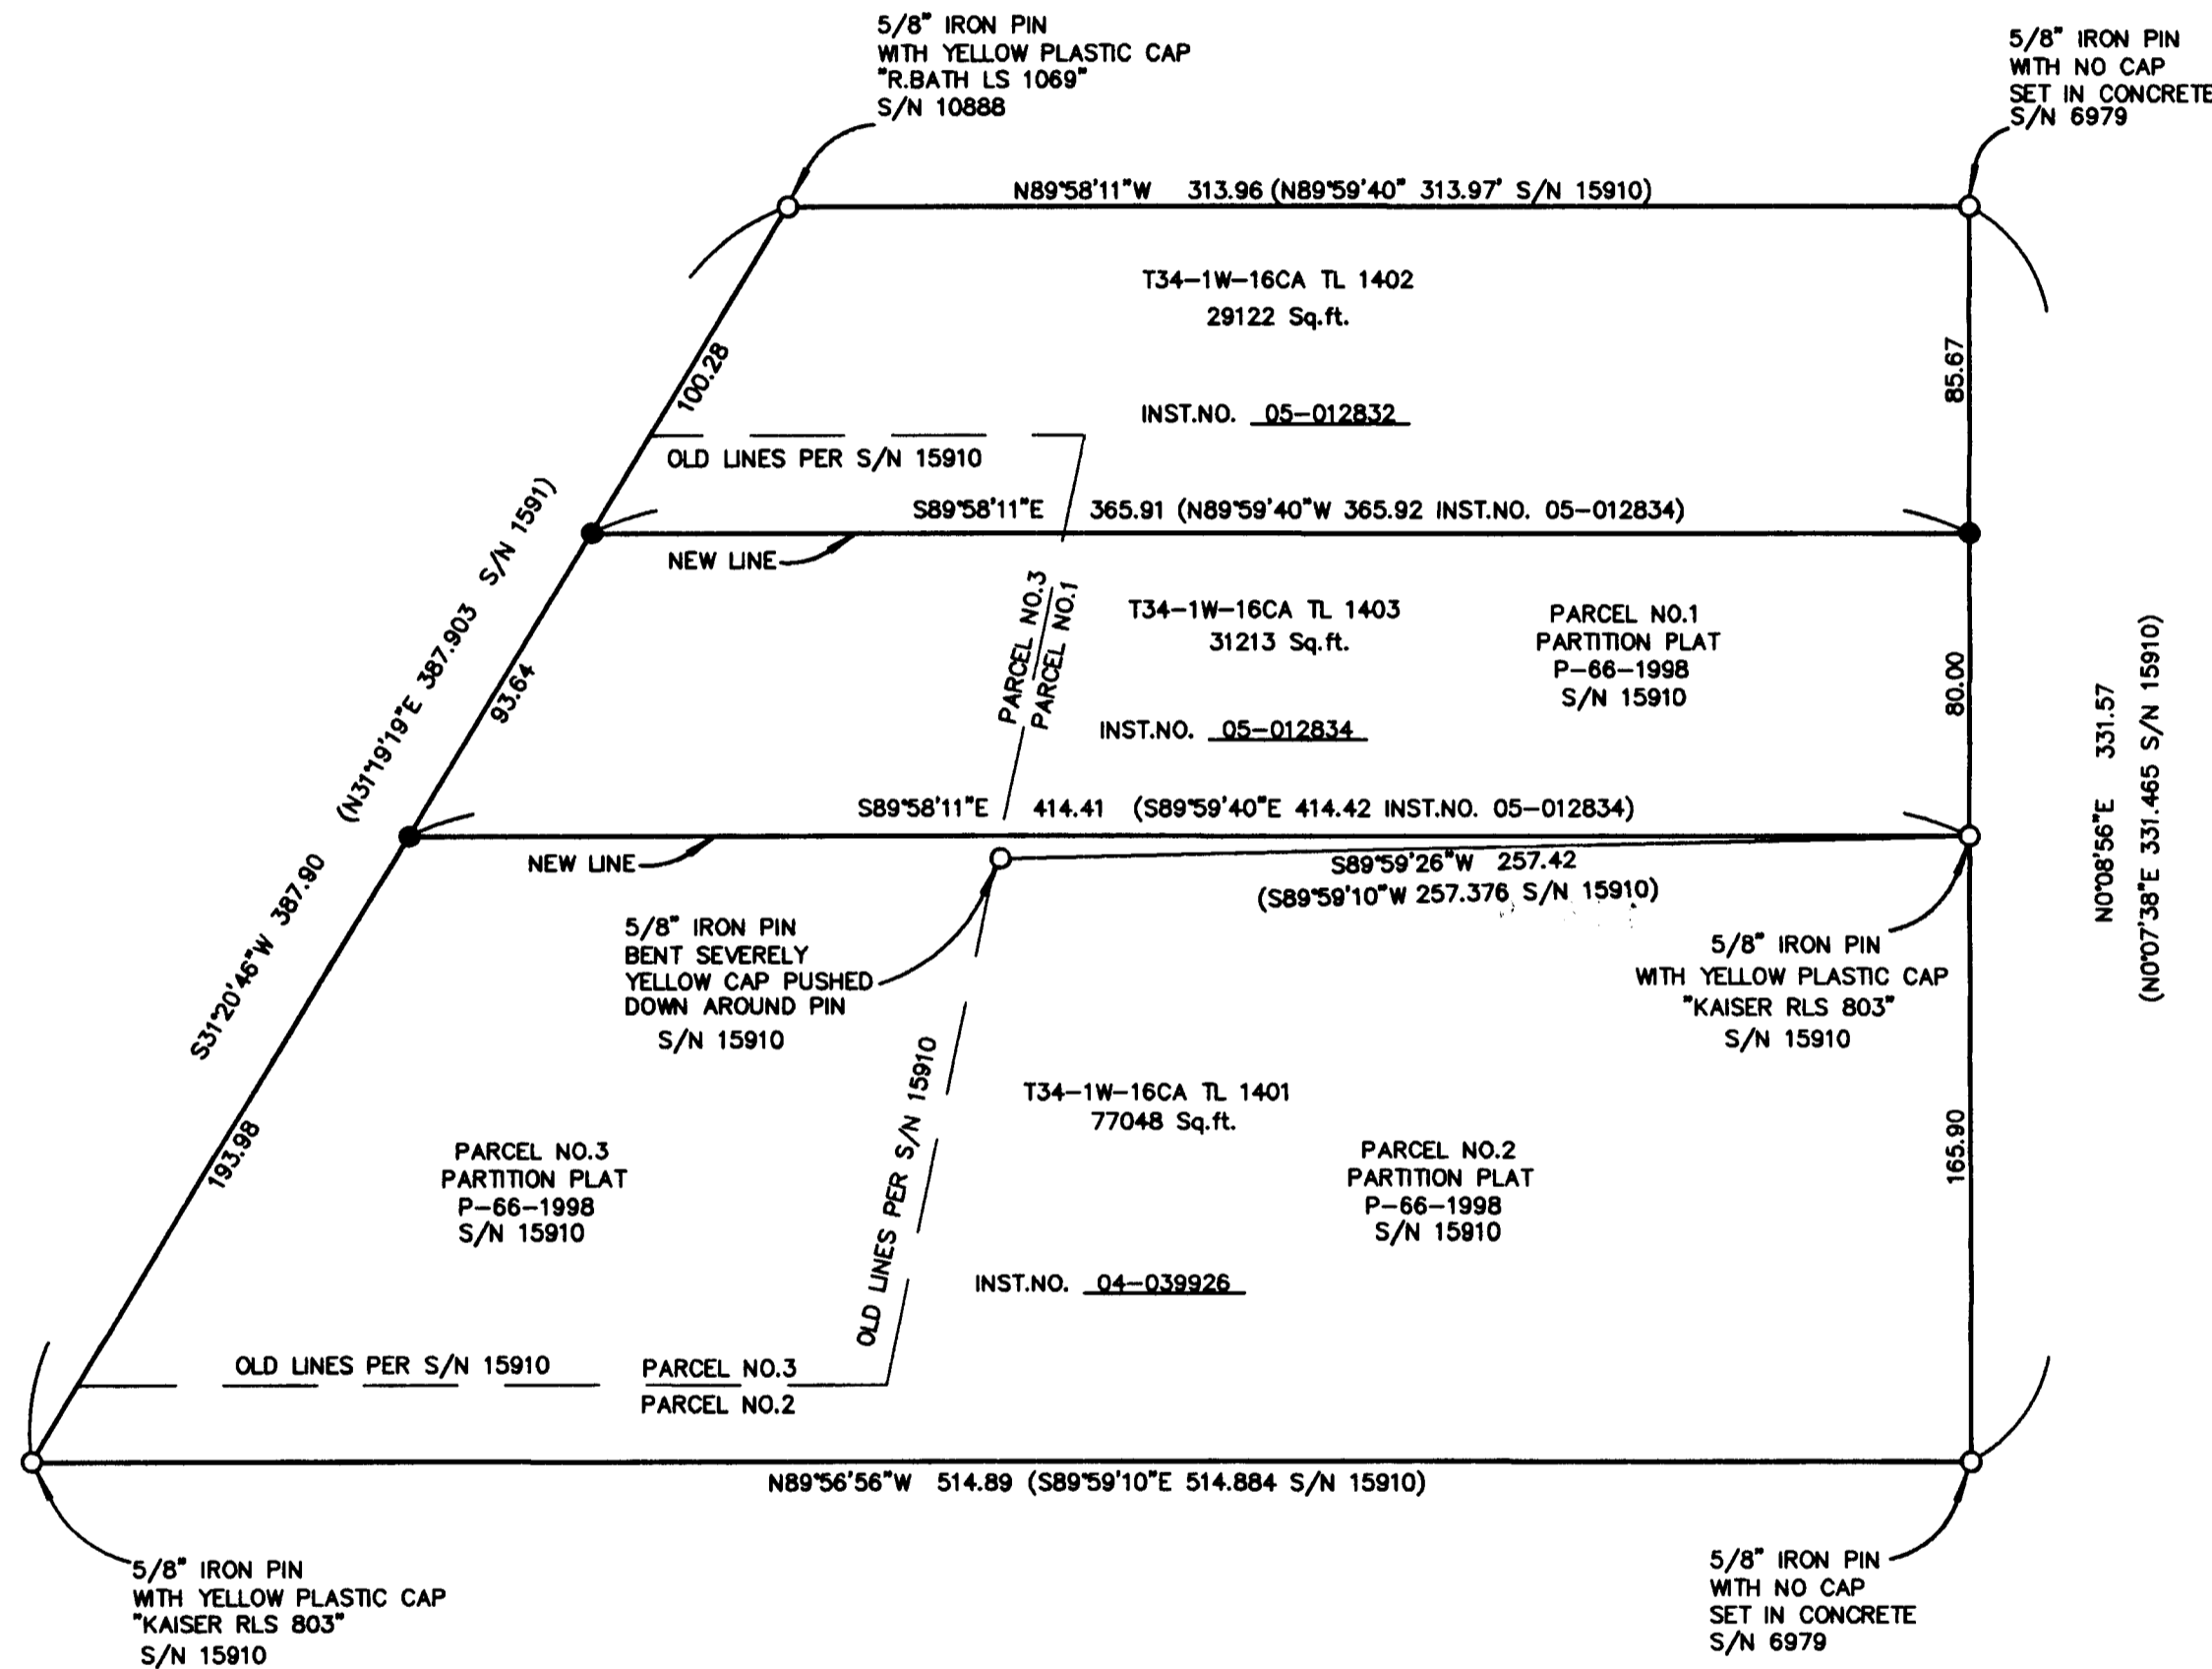 5/8" IRON PIN
WITH YELLOW PLASTIC CAP
"R.BATH LS 1069"
S/N 10888
5/8" IRON PIN
WITH NO CAP
SET IN CONCRETE
S/N 6979
N89°58'11"W 313.96 (N89°59'40" 313.97' S/N 15910)
T34-1W-16CA TL 1402
29122 Sq.ft.
100.28
85.67
INST.NO. 05-012832
OLD LINES PER S/N 15910
S89°58'11"E 365.91 (N89°59'40"W 365.92 INST.NO. 05-012834)
NEW LINE
PARCEL NO.3
PARCEL NO.1
T34-1W-16CA TL 1403
31213 Sq.ft.
PARCEL NO.1
PARTITION PLAT
P-66-1998
S/N 15910
93.64
80.00
INST.NO. 05-012834
S31°20'46"W 387.90 (N31°19'19"E 387.903 S/N 1591)
N0°08'56"E 331.57
(N0°07'38"E 331.465 S/N 15910)
S89°58'11"E 414.41 (S89°59'40"E 414.42 INST.NO. 05-012834)
NEW LINE
S89°59'26"W 257.42
(S89°59'10"W 257.376 S/N 15910)
5/8" IRON PIN
BENT SEVERELY
YELLOW CAP PUSHED
DOWN AROUND PIN
S/N 15910
5/8" IRON PIN
WITH YELLOW PLASTIC CAP
"KAISER RLS 803"
S/N 15910
OLD LINES PER S/N 15910
T34-1W-16CA TL 1401
77048 Sq.ft.
193.98
165.90
PARCEL NO.3
PARTITION PLAT
P-66-1998
S/N 15910
PARCEL NO.2
PARTITION PLAT
P-66-1998
S/N 15910
INST.NO. 04-039926
OLD LINES PER S/N 15910
PARCEL NO.3
PARCEL NO.2
N89°56'56"W 514.89 (S89°59'10"E 514.884 S/N 15910)
5/8" IRON PIN
WITH YELLOW PLASTIC CAP
"KAISER RLS 803"
S/N 15910
5/8" IRON PIN
WITH NO CAP
SET IN CONCRETE
S/N 6979